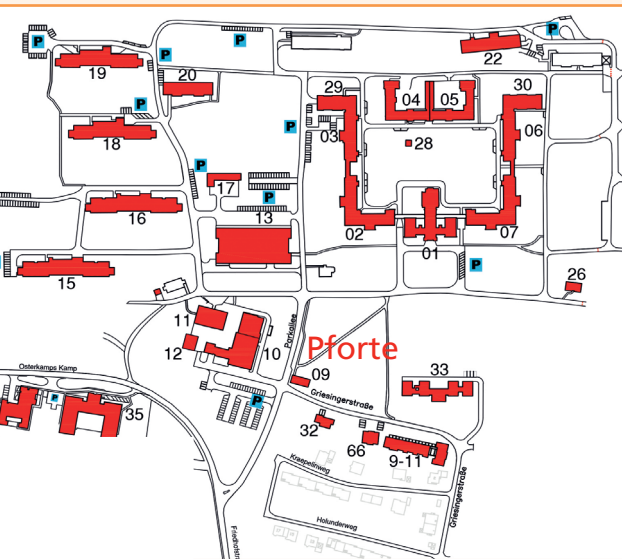 P
P
P
22
19
20
P
29
04
05
30
03
06
18
P
28
P
17
P
16
13
02
01
07
15
P
26
11
12
10
Parkallee
Pforte
09
33
Osterkamps Kamp
P
P
35
Griesingerstraße
32
66
9-11
Kraepelinweg
Griesingerstraße
Holunderweg